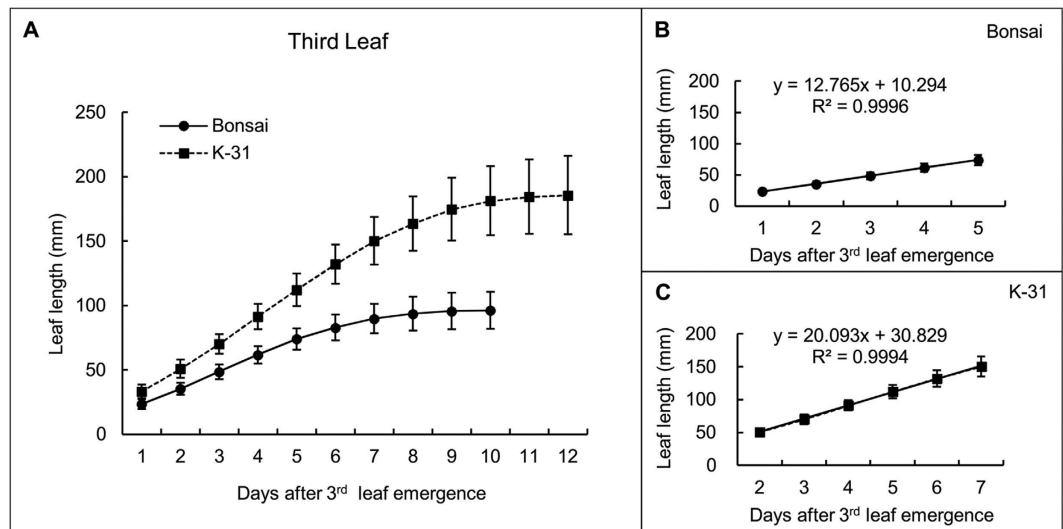 A
Third Leaf
Leaf length (mm)
250
200
150
100
50
0
Bonsai
K-31
1 2 3 4 5 6 7 8 9 10 11 12
Days after 3rd leaf emergence
B
Bonsai
Leaf length (mm)
200
150
100
50
0
y = 12.765x + 10.294
R² = 0.9996
1 2 3 4 5
Days after 3rd leaf emergence
C
K-31
Leaf length (mm)
200
150
100
50
0
y = 20.093x + 30.829
R² = 0.9994
2 3 4 5 6 7
Days after 3rd leaf emergence